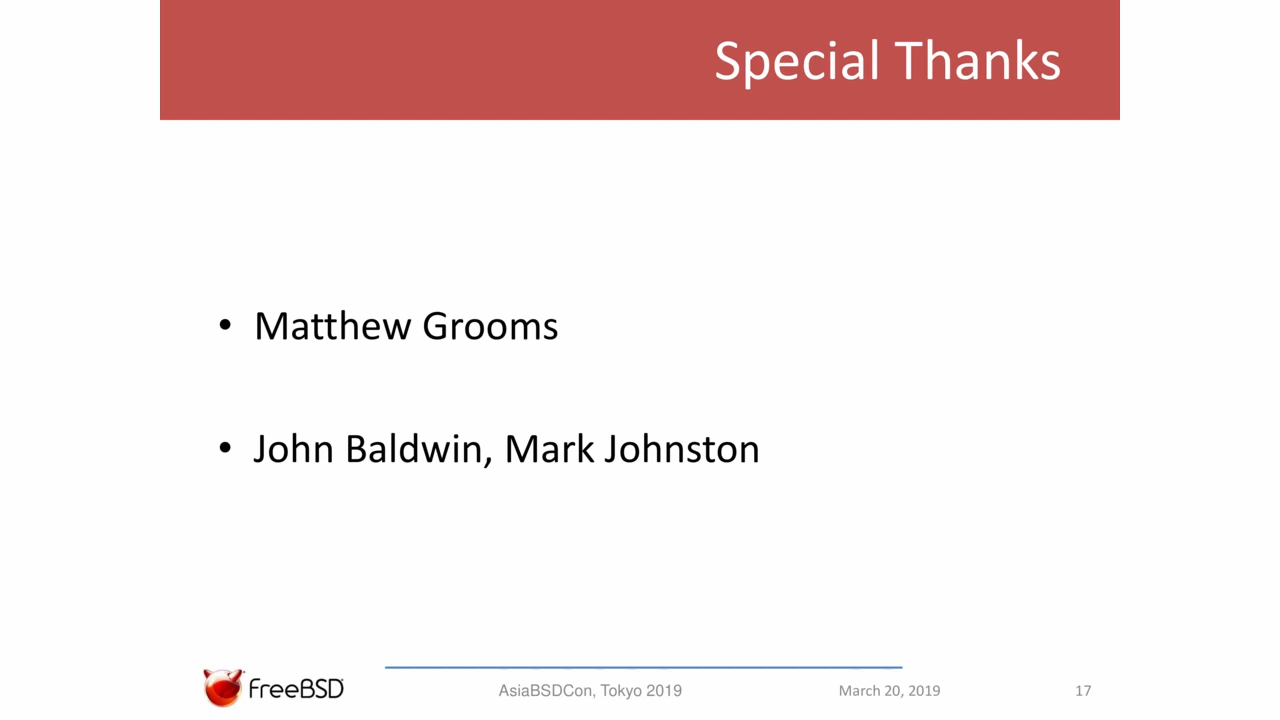 Special Thanks
• Matthew Grooms
• John Baldwin, Mark Johnston
FreeBSD
AsiaBSDCon, Tokyo 2019
March 20, 2019
17